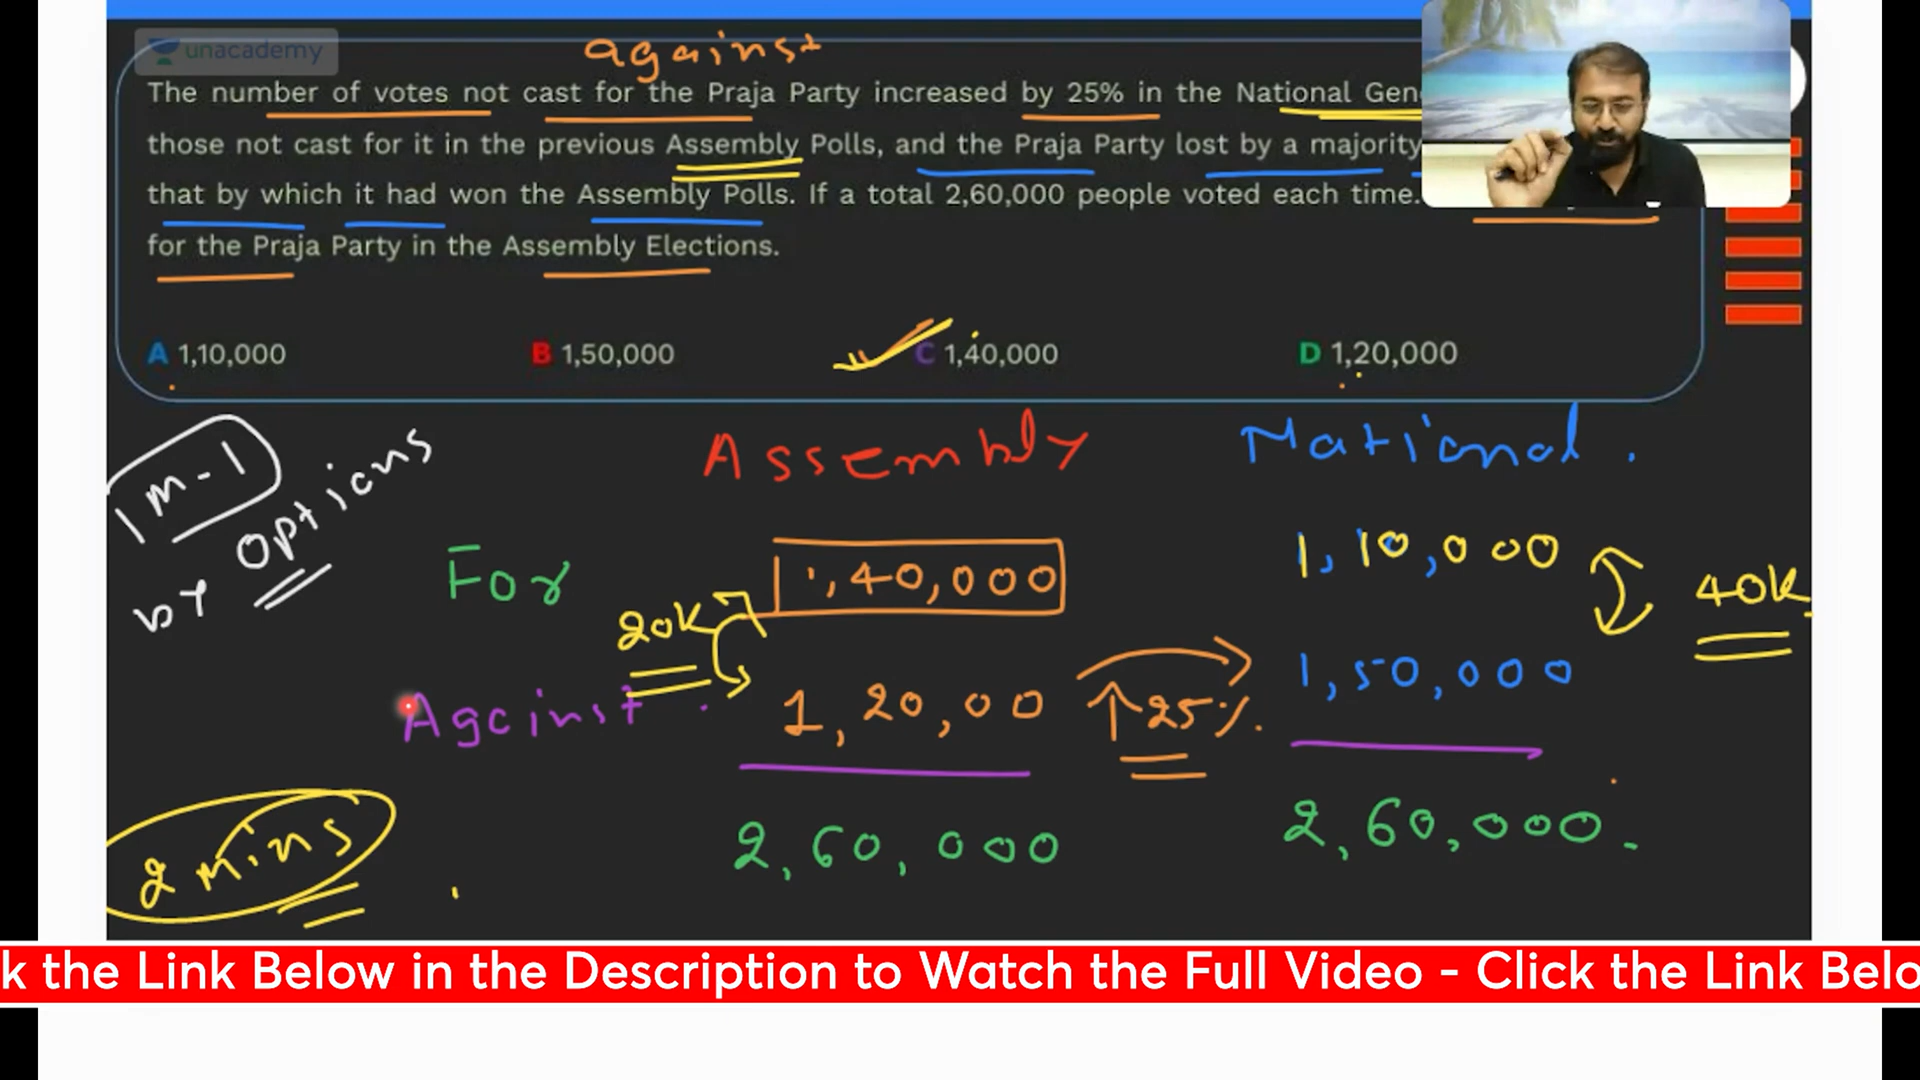 unacademy
against
The number of votes not cast for the Praja Party increased by 25% in the National Gen
those not cast for it in the previous Assembly Polls, and the Praja Party lost by a majority
that by which it had won the Assembly Polls. If a total 2,60,000 people voted each time.
for the Praja Party in the Assembly Elections.
A 1,10,000 B 1,50,000 C 1,40,000 D 1,20,000
M-1
by Options
Assembly National.
For 1,40,000 1,10,000
20K 40K
Against 1,20,00 ↑25%. 1,50,000
2,60,000 2,60,000.
2 mins
k the Link Below in the Description to Watch the Full Video - Click the Link Belo